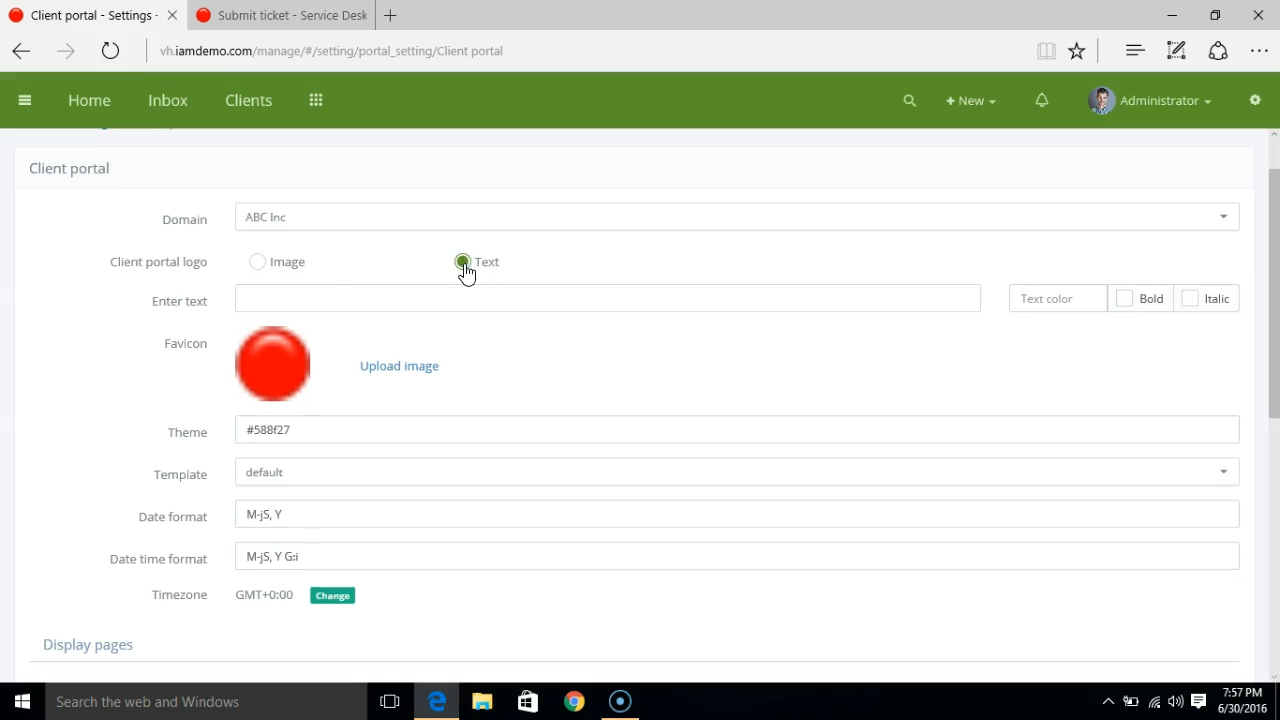 Client portal - Settings -
Submit ticket - Service Desk
vh.iamdemo.com/manage/#/setting/portal_setting/Client portal
Home Inbox Clients + New Administrator
Client portal
Domain ABC Inc
Client portal logo Image Text
Enter text Text color Bold Italic
Favicon Upload image
Theme #588f27
Template default
Date format M-jS, Y
Date time format M-jS, Y G:i
Timezone GMT+0:00 Change
Display pages
Search the web and Windows
7:57 PM
6/30/2016